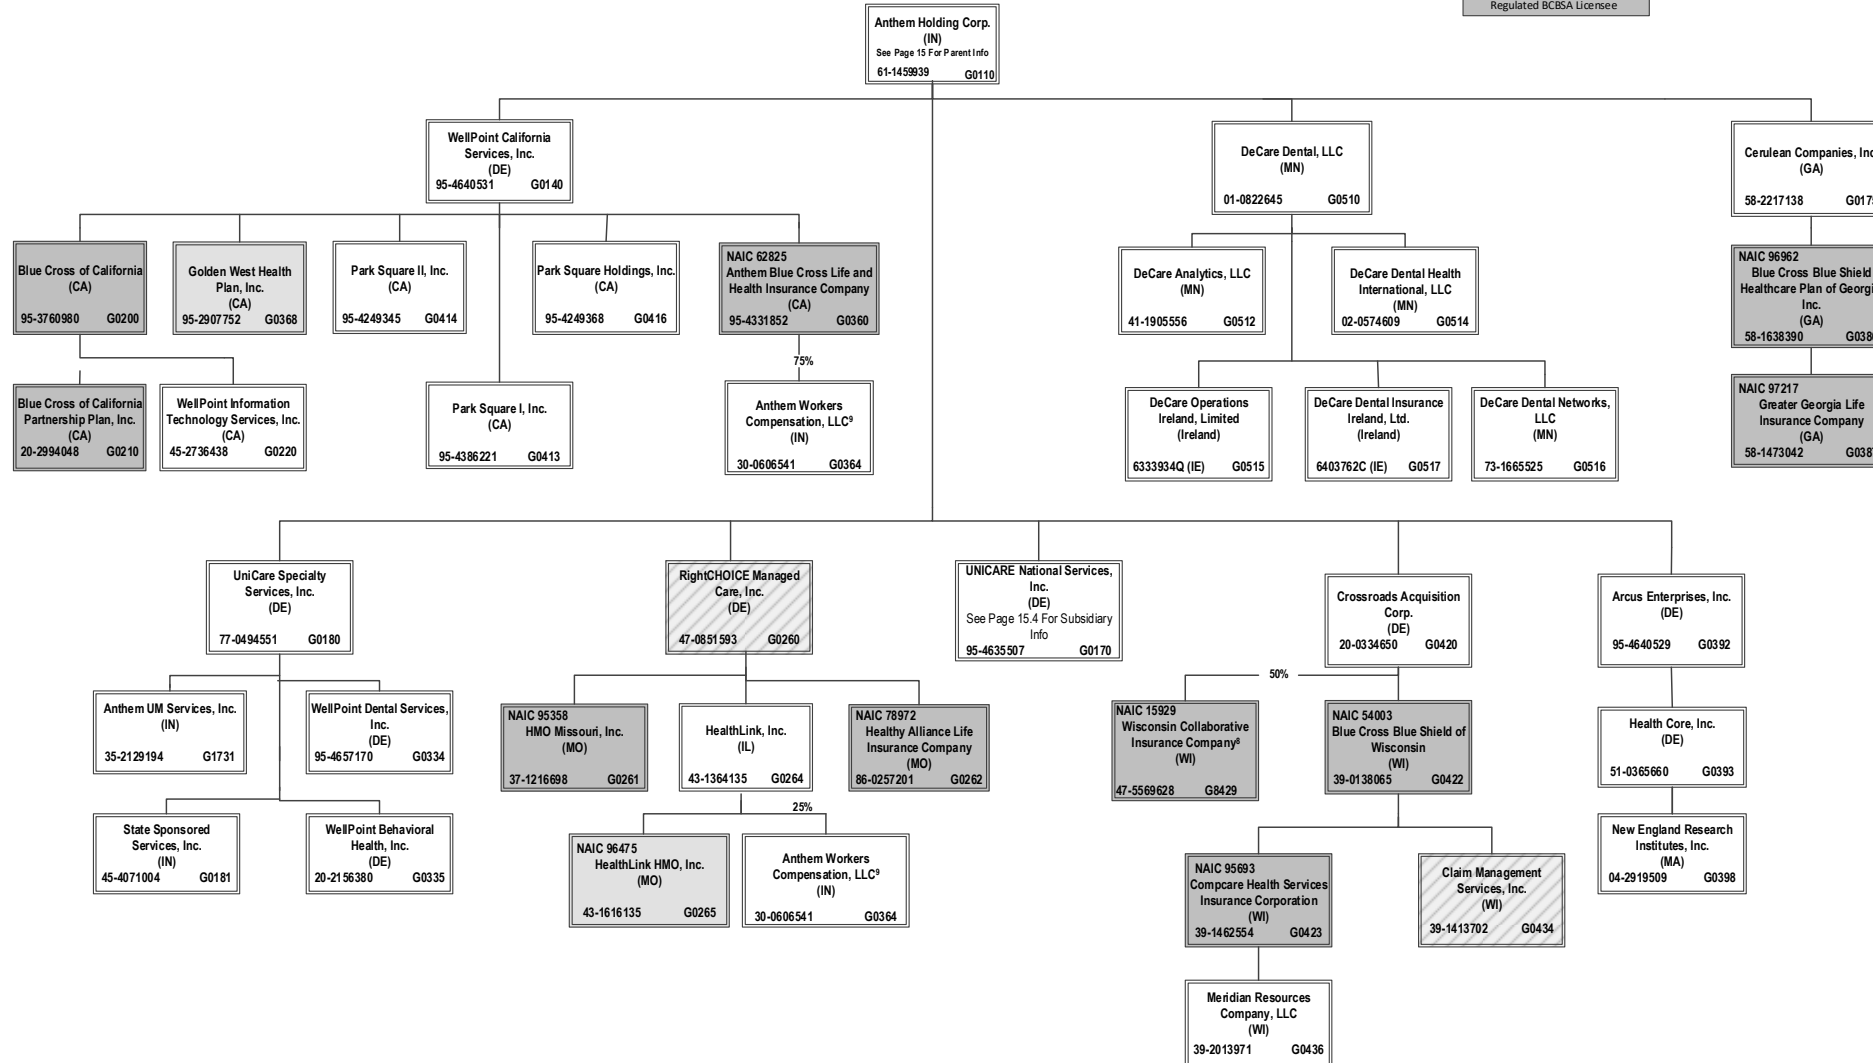 Regulated BCBSA Licensee
Anthem Holding Corp.
(IN)
See Page 15 For Parent Info
61-1459939 G0110
WellPoint California
Services, Inc.
(DE)
95-4640531 G0140
DeCare Dental, LLC
(MN)
01-0822645 G0510
Cerulean Companies, Inc
(GA)
58-2217138 G017
Blue Cross of California
(CA)
95-3760980 G0200
Golden West Health
Plan, Inc.
(CA)
95-2907752 G0368
Park Square II, Inc.
(CA)
95-4249345 G0414
Park Square Holdings, Inc.
(CA)
95-4249368 G0416
NAIC 62825
Anthem Blue Cross Life and
Health Insurance Company
(CA)
95-4331852 G0360
DeCare Analytics, LLC
(MN)
41-1905556 G0512
DeCare Dental Health
International, LLC
(MN)
02-0574609 G0514
NAIC 96962
Blue Cross Blue Shield
Healthcare Plan of Georgi
Inc.
(GA)
58-1638390 G038
75%
Blue Cross of California
Partnership Plan, Inc.
(CA)
20-2994048 G0210
WellPoint Information
Technology Services, Inc.
(CA)
45-2736438 G0220
Park Square I, Inc.
(CA)
95-4386221 G0413
Anthem Workers
Compensation, LLC⁹
(IN)
30-0606541 G0364
DeCare Operations
Ireland, Limited
(Ireland)
6333934Q (IE) G0515
DeCare Dental Insurance
Ireland, Ltd.
(Ireland)
6403762C (IE) G0517
DeCare Dental Networks,
LLC
(MN)
73-1665525 G0516
NAIC 97217
Greater Georgia Life
Insurance Company
(GA)
58-1473042 G038
UniCare Specialty
Services, Inc.
(DE)
77-0494551 G0180
RightCHOICE Managed
Care, Inc.
(DE)
47-0851593 G0260
UNICARE National Services,
Inc.
(DE)
See Page 15.4 For Subsidiary
Info
95-4635507 G0170
Crossroads Acquisition
Corp.
(DE)
20-0334650 G0420
Arcus Enterprises, Inc.
(DE)
95-4640529 G0392
50%
Anthem UM Services, Inc.
(IN)
35-2129194 G1731
WellPoint Dental Services,
Inc.
(DE)
95-4657170 G0334
NAIC 95358
HMO Missouri, Inc.
(MO)
37-1216698 G0261
HealthLink, Inc.
(IL)
43-1364135 G0264
NAIC 78972
Healthy Alliance Life
Insurance Company
(MO)
86-0257201 G0262
NAIC 15929
Wisconsin Collaborative
Insurance Company⁸
(WI)
47-5569628 G8429
NAIC 54003
Blue Cross Blue Shield of
Wisconsin
(WI)
39-0138065 G0422
Health Core, Inc.
(DE)
51-0365660 G0393
25%
State Sponsored
Services, Inc.
(IN)
45-4071004 G0181
WellPoint Behavioral
Health, Inc.
(DE)
20-2156380 G0335
NAIC 96475
HealthLink HMO, Inc.
(MO)
43-1616135 G0265
Anthem Workers
Compensation, LLC⁹
(IN)
30-0606541 G0364
NAIC 95693
Compcare Health Services
Insurance Corporation
(WI)
39-1462554 G0423
Claim Management
Services, Inc.
(WI)
39-1413702 G0434
New England Research
Institutes, Inc.
(MA)
04-2919509 G0398
Meridian Resources
Company, LLC
(WI)
39-2013971 G0436